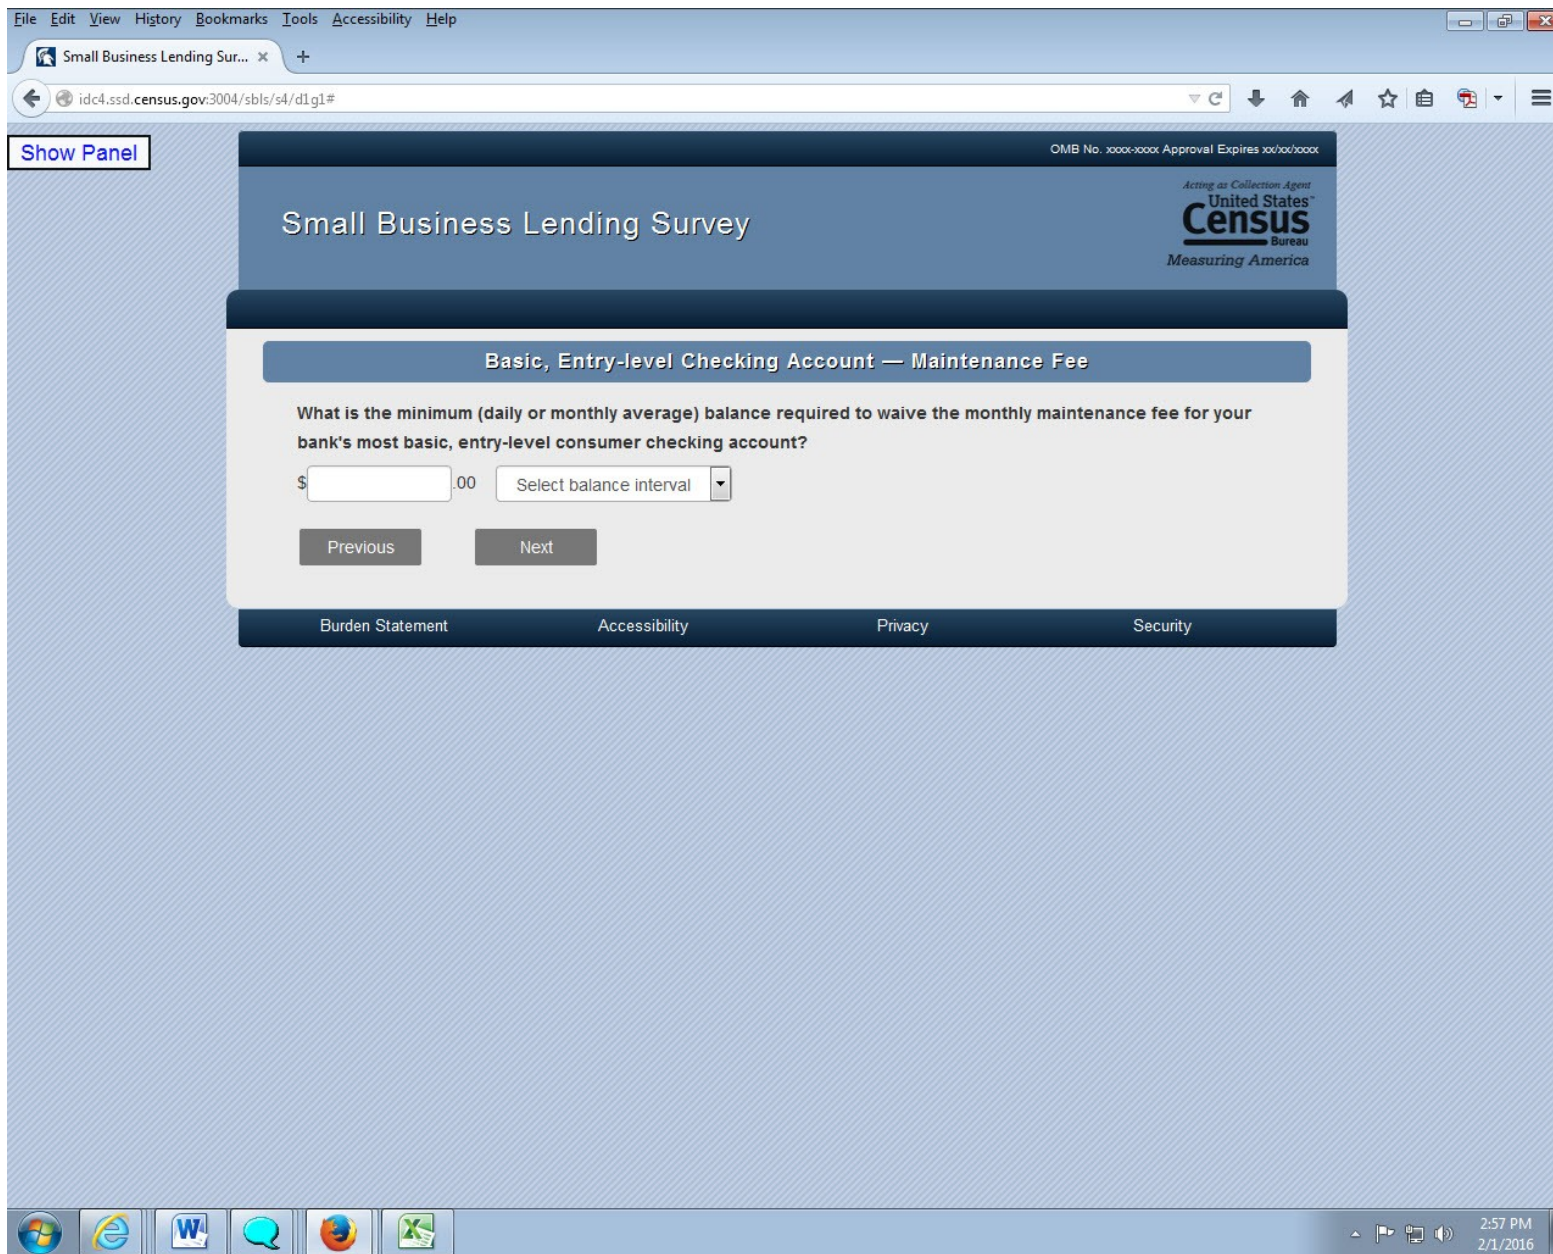 File Edit View History Bookmarks Tools Accessibility Help
Small Business Lending Sur...
idc4.ssd.census.gov:3004/sbls/s4/d1g1#
Show Panel
OMB No. xxxx-xxxx Approval Expires xx/xx/xxxx
Small Business Lending Survey
Acting as Collection Agent
United States™
Census
Bureau
Measuring America
Basic, Entry-level Checking Account — Maintenance Fee
What is the minimum (daily or monthly average) balance required to waive the monthly maintenance fee for your
bank's most basic, entry-level consumer checking account?
$ .00 Select balance interval
Previous Next
Burden Statement Accessibility Privacy Security
2:57 PM
2/1/2016